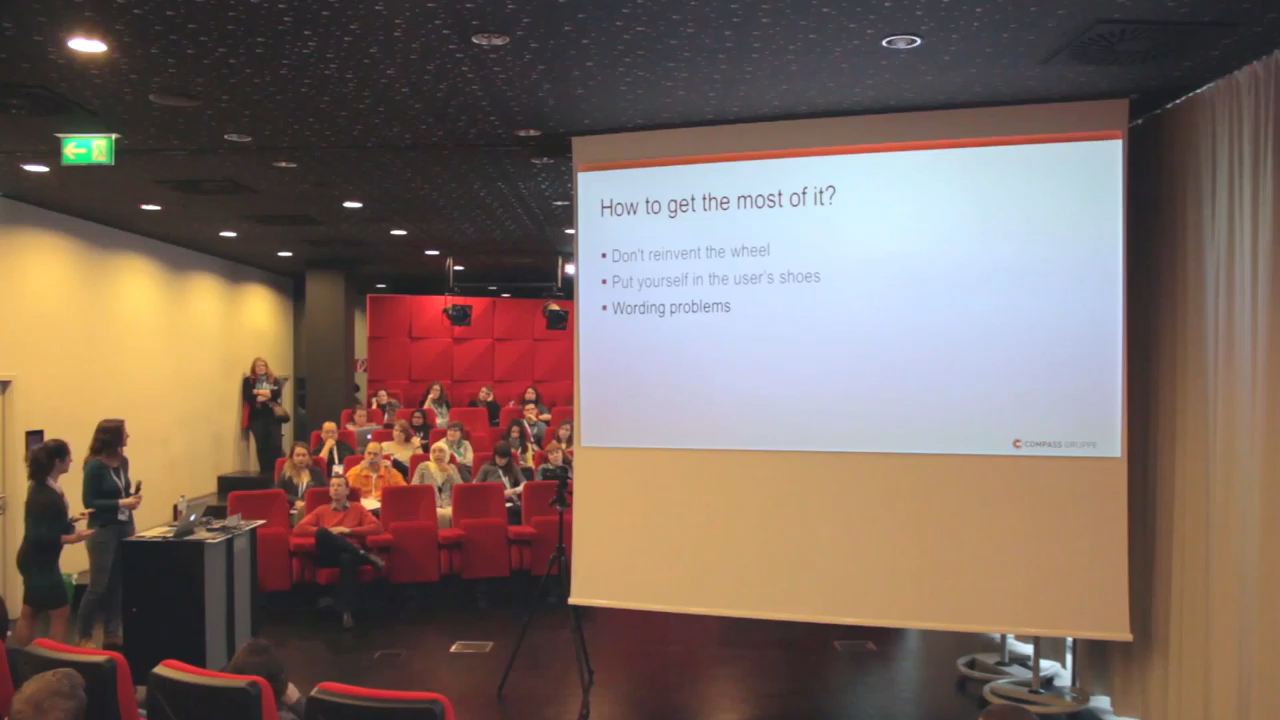 How to get the most of it?
Don't reinvent the wheel
Put yourself in the user's shoes
Wording problems
COMPASS GRUPPE